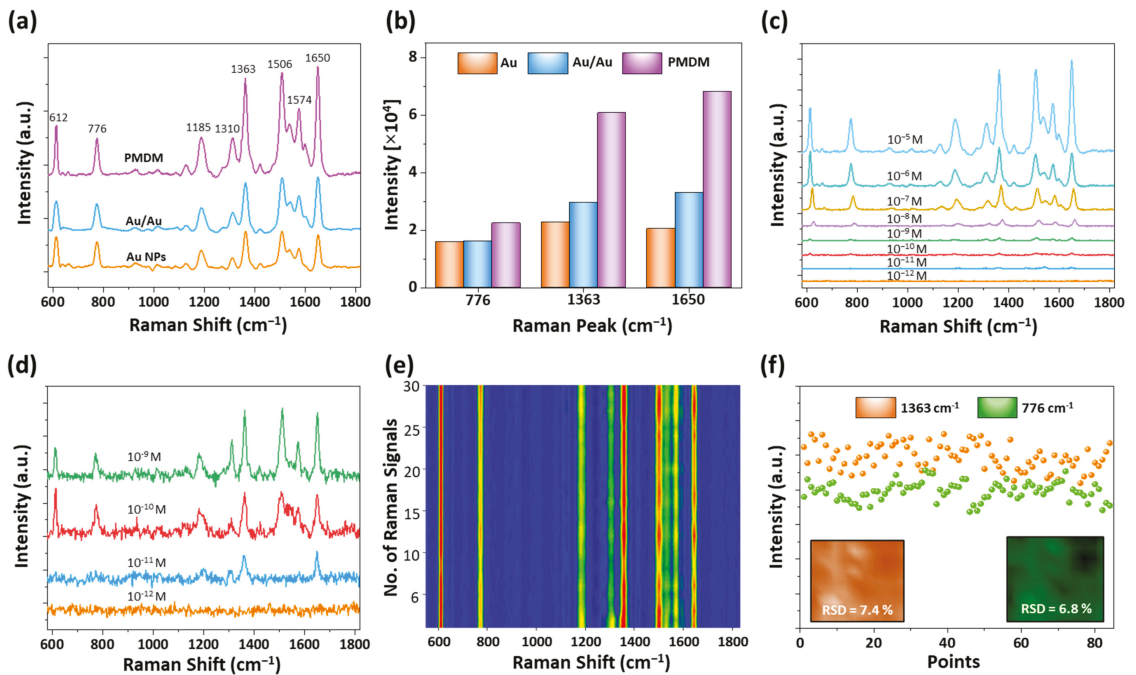 (a)
612
776
1185
1310
1363
1506
1574
1650
PMDM
Au/Au
Au NPs
Intensity (a.u.)
600 800 1000 1200 1400 1600 1800
Raman Shift (cm⁻¹)
(b)
Au Au/Au PMDM
Intensity [×10⁴]
8
6
4
2
0
776 1363 1650
Raman Peak (cm⁻¹)
(c)
10⁻⁵ M
10⁻⁶ M
10⁻⁷ M
10⁻⁸ M
10⁻⁹ M
10⁻¹⁰ M
10⁻¹¹ M
10⁻¹² M
Intensity (a.u.)
600 800 1000 1200 1400 1600 1800
Raman Shift (cm⁻¹)
(d)
10⁻⁹ M
10⁻¹⁰ M
10⁻¹¹ M
10⁻¹² M
Intensity (a.u.)
600 800 1000 1200 1400 1600 1800
Raman Shift (cm⁻¹)
(e)
No. of Raman Signals
30
25
20
15
10
6
600 800 1000 1200 1400 1600 1800
Raman Shift (cm⁻¹)
(f)
1363 cm⁻¹ 776 cm⁻¹
Intensity (a.u.)
RSD = 7.4 %
RSD = 6.8 %
0 20 40 60 80
Points